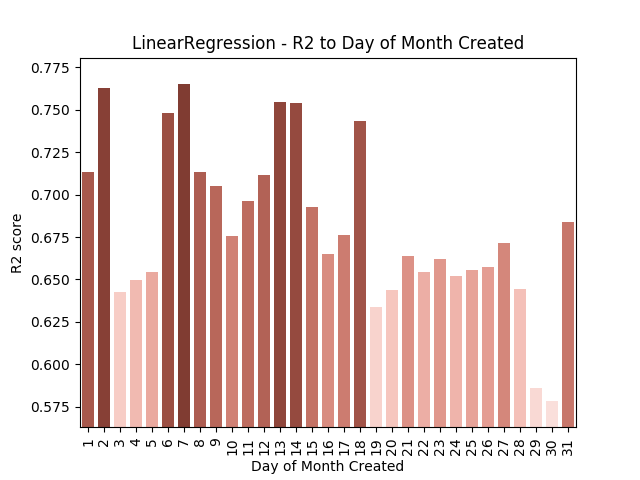 LinearRegression - R2 to Day of Month Created
0.775
0.750
0.725
0.700
0.675
0.650
0.625
0.600
0.575
R2 score
1 2 3 4 5 6 7 8 9 10 11 12 13 14 15 16 17 18 19 20 21 22 23 24 25 26 27 28 29 30 31
Day of Month Created